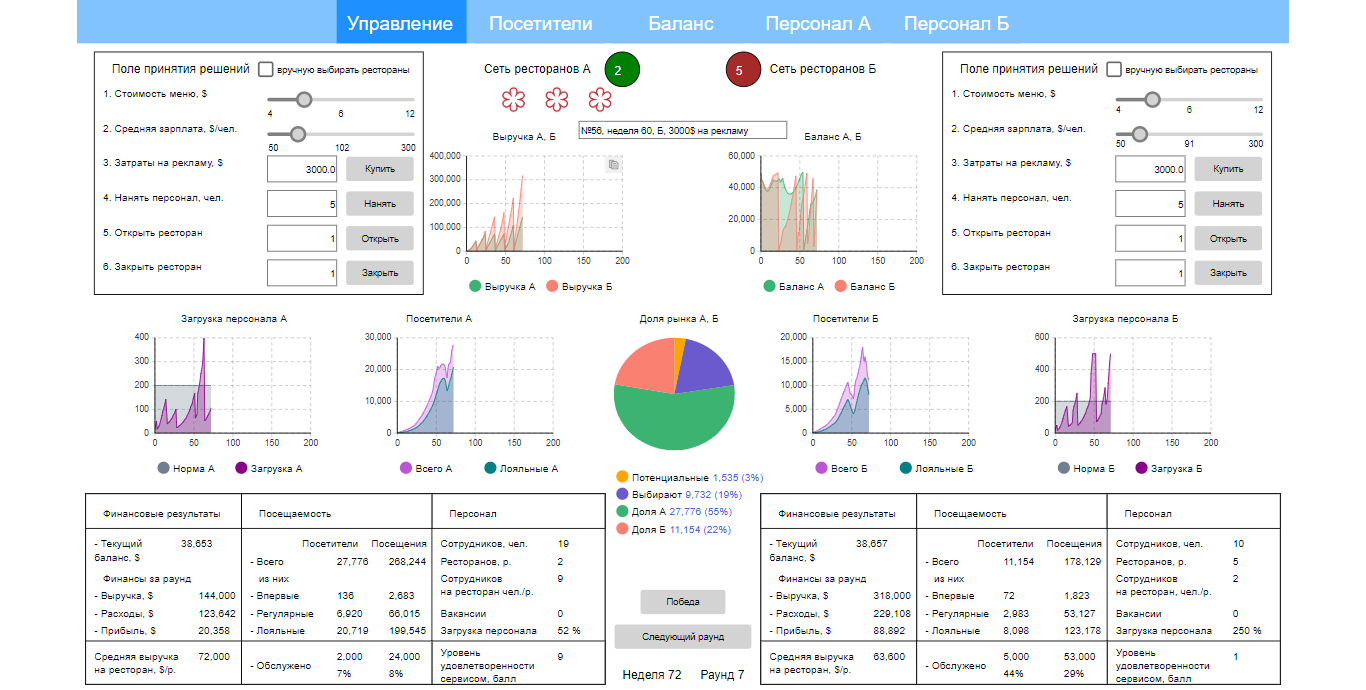 Управление Посетители Баланс Персонал А Персонал Б
Поле принятия решений вручную выбирать рестораны
1. Стоимость меню, $
4 6 12
2. Средняя зарплата, $/чел.
50 102 300
3. Затраты на рекламу, $ 3000.0 Купить
4. Нанять персонал, чел. 5 Нанять
5. Открыть ресторан 1 Открыть
6. Закрыть ресторан 1 Закрыть
Сеть ресторанов А 2 5 Сеть ресторанов Б
№56, неделя 60, Б, 3000$ на рекламу
Выручка А, Б
400,000
300,000
200,000
100,000
0
0 50 100 150 200
Выручка А Выручка Б
Баланс А, Б
60,000
40,000
20,000
0
0 50 100 150 200
Баланс А Баланс Б
Поле принятия решений вручную выбирать рестораны
1. Стоимость меню, $
4 6 12
2. Средняя зарплата, $/чел.
50 91 300
3. Затраты на рекламу, $ 3000.0 Купить
4. Нанять персонал, чел. 5 Нанять
5. Открыть ресторан 1 Открыть
6. Закрыть ресторан 1 Закрыть
Загрузка персонала А
400
300
200
100
0
0 50 100 150 200
Норма А Загрузка А
Посетители А
30,000
20,000
10,000
0
0 50 100 150 200
Всего А Лояльные А
Доля рынка А, Б
Потенциальные 1,535 (3%)
Выбирают 9,732 (19%)
Доля А 27,776 (55%)
Доля Б 11,154 (22%)
Посетители Б
20,000
15,000
10,000
5,000
0
0 50 100 150 200
Всего Б Лояльные Б
Загрузка персонала Б
600
400
200
0
0 50 100 150 200
Норма Б Загрузка Б
Финансовые результаты Посещаемость Персонал
- Текущий баланс, $ 38,653
Финансы за раунд
- Выручка, $ 144,000
- Расходы, $ 123,642
- Прибыль, $ 20,358
Средняя выручка на ресторан, $/р. 72,000
Посетители Посещения
- Всего 27,776 268,244
из них
- Впервые 136 2,683
- Регулярные 6,920 66,015
- Лояльные 20,719 199,545
- Обслужено 2,000 24,000
7% 8%
Сотрудников, чел. 19
Ресторанов, р. 2
Сотрудников на ресторан чел./р. 9
Вакансии 0
Загрузка персонала 52 %
Уровень удовлетворенности сервисом, балл 9
Победа
Следующий раунд
Неделя 72 Раунд 7
Финансовые результаты Посещаемость Персонал
- Текущий баланс, $ 38,657
Финансы за раунд
- Выручка, $ 318,000
- Расходы, $ 229,108
- Прибыль, $ 88,892
Средняя выручка на ресторан, $/р. 63,600
Посетители Посещения
- Всего 11,154 178,129
из них
- Впервые 72 1,823
- Регулярные 2,983 53,127
- Лояльные 8,098 123,178
- Обслужено 5,000 53,000
44% 29%
Сотрудников, чел. 10
Ресторанов, р. 5
Сотрудников на ресторан чел./р. 2
Вакансии 0
Загрузка персонала 250 %
Уровень удовлетворенности сервисом, балл 1